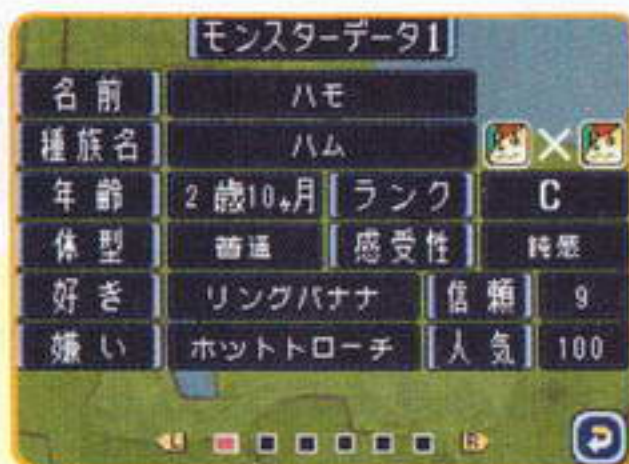 モンスターデータ1
名前 ハモ
種族名 ハム ×
年齢 2歳10ヶ月 ランク C
体型 普通 感受性 鈍感
好き リングバナナ 信頼 9
嫌い ホットトローチ 人気 100
L R